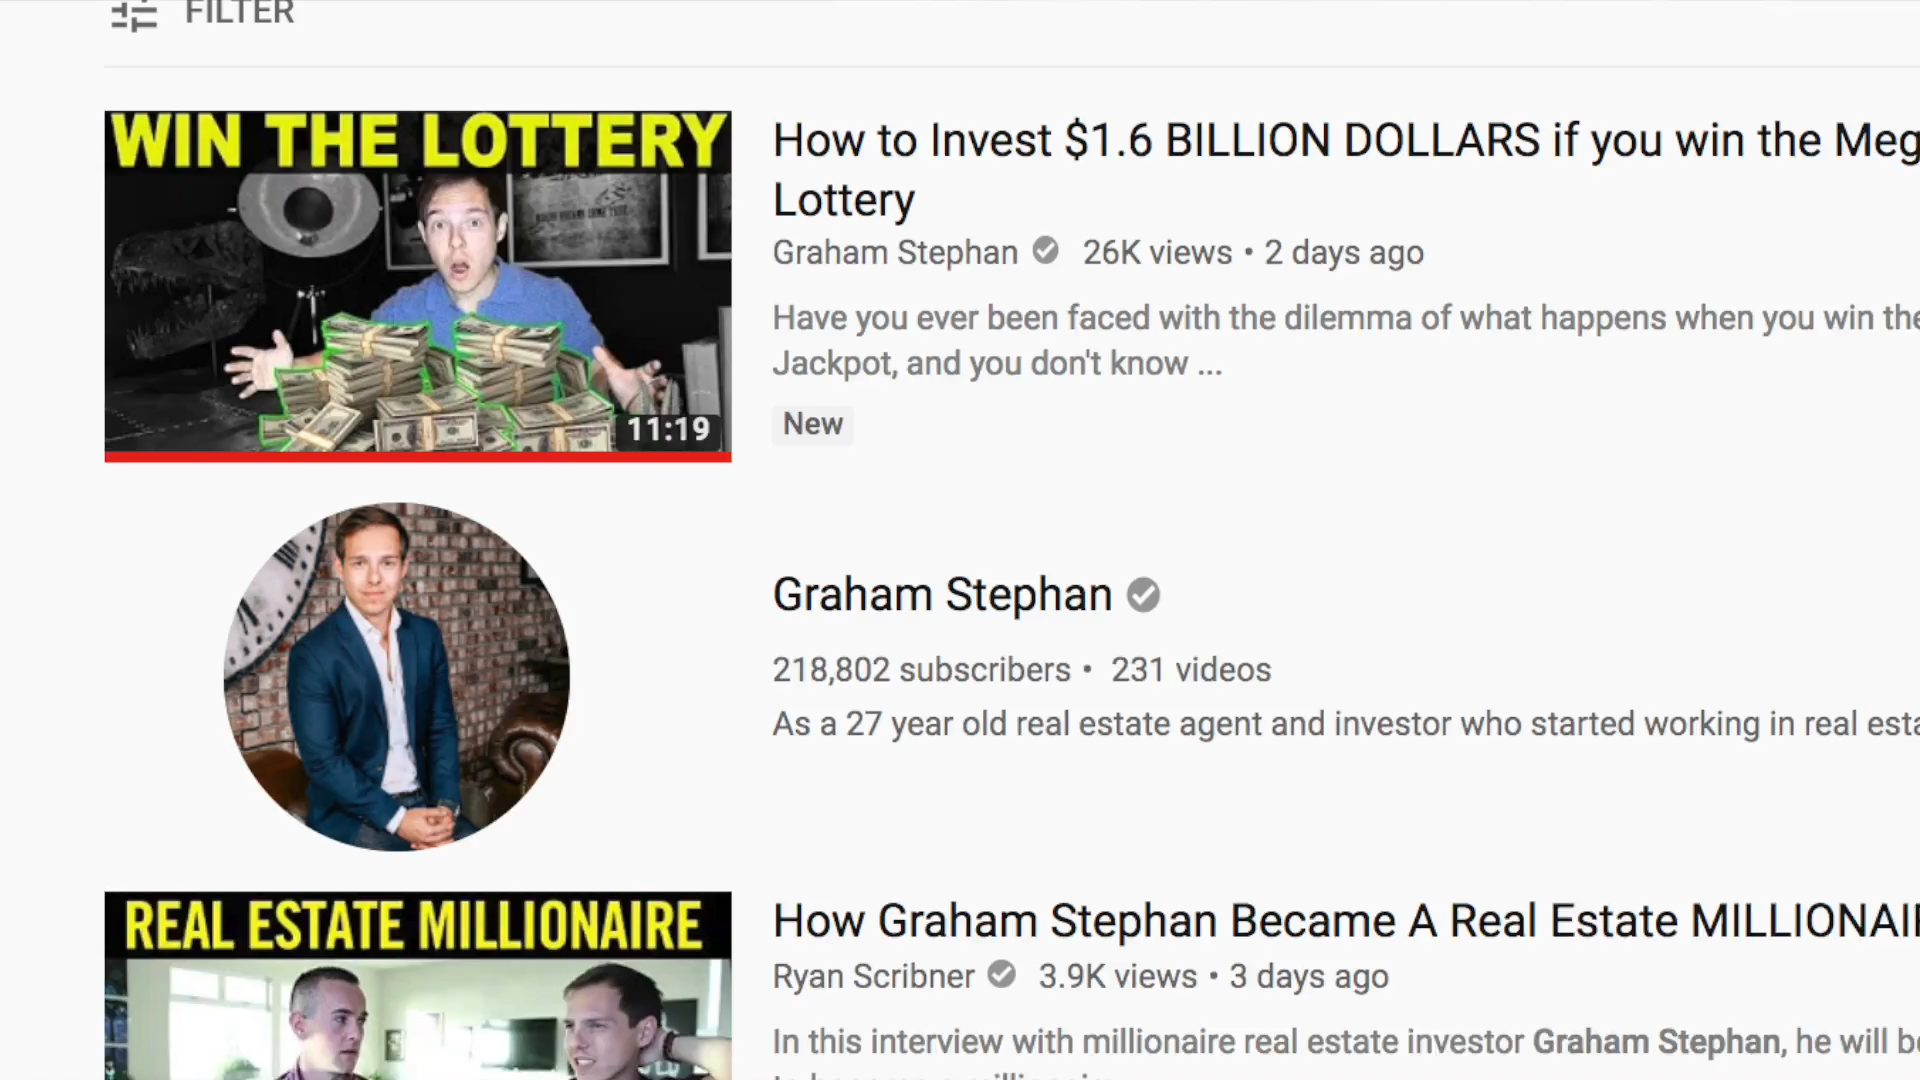 FILTER
WIN THE LOTTERY
11:19
How to Invest $1.6 BILLION DOLLARS if you win the Meg
Lottery
Graham Stephan 26K views • 2 days ago
Have you ever been faced with the dilemma of what happens when you win the
Jackpot, and you don't know ...
New
Graham Stephan
218,802 subscribers • 231 videos
As a 27 year old real estate agent and investor who started working in real esta
REAL ESTATE MILLIONAIRE
How Graham Stephan Became A Real Estate MILLIONAIR
Ryan Scribner 3.9K views • 3 days ago
In this interview with millionaire real estate investor Graham Stephan, he will be